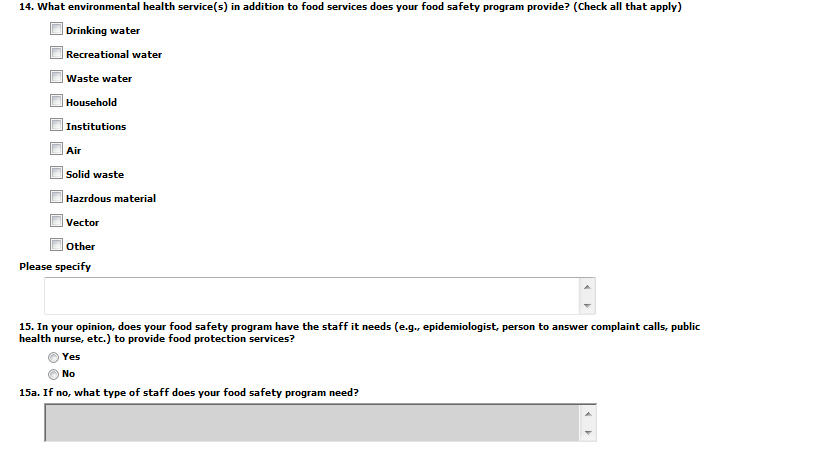 14. What environmental health service(s) in addition to food services does your food safety program provide? (Check all that apply)
Drinking water
Recreational water
Waste water
Household
Institutions
Air
Solid waste
Hazrdous material
Vector
Other
Please specify
15. In your opinion, does your food safety program have the staff it needs (e.g., epidemiologist, person to answer complaint calls, public
health nurse, etc.) to provide food protection services?
Yes
No
15a. If no, what type of staff does your food safety program need?